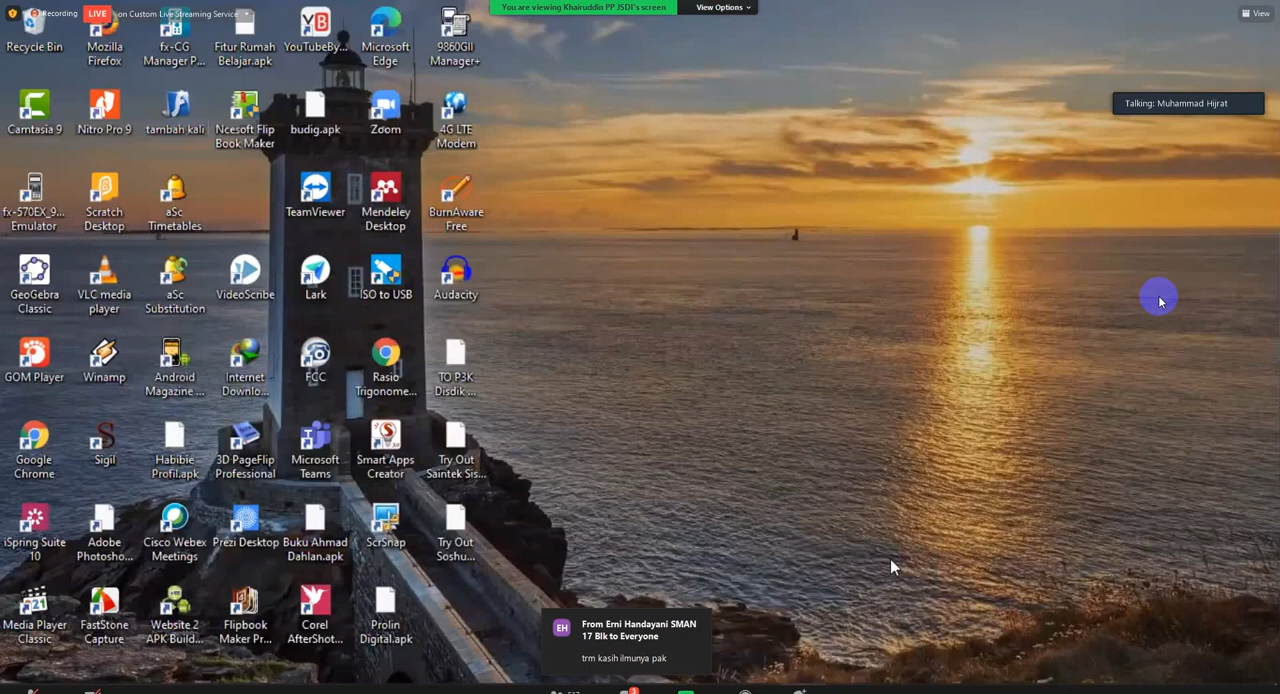 Recording
LIVE
on Custom Live Streaming Service
You are viewing Khairuddin PP JSDI's screen
View Options
View
Talking: Muhammad Hijrat
Recycle Bin
Mozilla
Firefox
fx-CG
Manager P...
Fitur Rumah
Belajar.apk
YouTubeBy...
Microsoft
Edge
9860GII
Manager+
Camtasia 9
Nitro Pro 9
tambah kali
Ncesoft Flip
Book Maker
budig.apk
Zoom
4G LTE
Modem
fx-570EX_9...
Emulator
Scratch
Desktop
aSc
Timetables
TeamViewer
Mendeley
Desktop
BurnAware
Free
GeoGebra
Classic
VLC media
player
aSc
Substitution
VideoScribe
Lark
ISO to USB
Audacity
GOM Player
Winamp
Android
Magazine ...
Internet
Downlo...
FCC
Rasio
Trigonome...
TO P3K
Disdik ...
Google
Chrome
Sigil
Habibie
Profil.apk
3D PageFlip
Professional
Microsoft
Teams
Smart Apps
Creator
Try Out
Saintek Sis...
iSpring Suite
10
Adobe
Photosho...
Cisco Webex
Meetings
Prezi Desktop
Buku Ahmad
Dahlan.apk
ScrSnap
Try Out
Soshu...
Media Player
Classic
FastStone
Capture
Website 2
APK Build...
Flipbook
Maker Pr...
Corel
AfterShot...
Prolin
Digital.apk
EH
From Erni Handayani SMAN
17 Blk to Everyone
trm kasih ilmunya pak